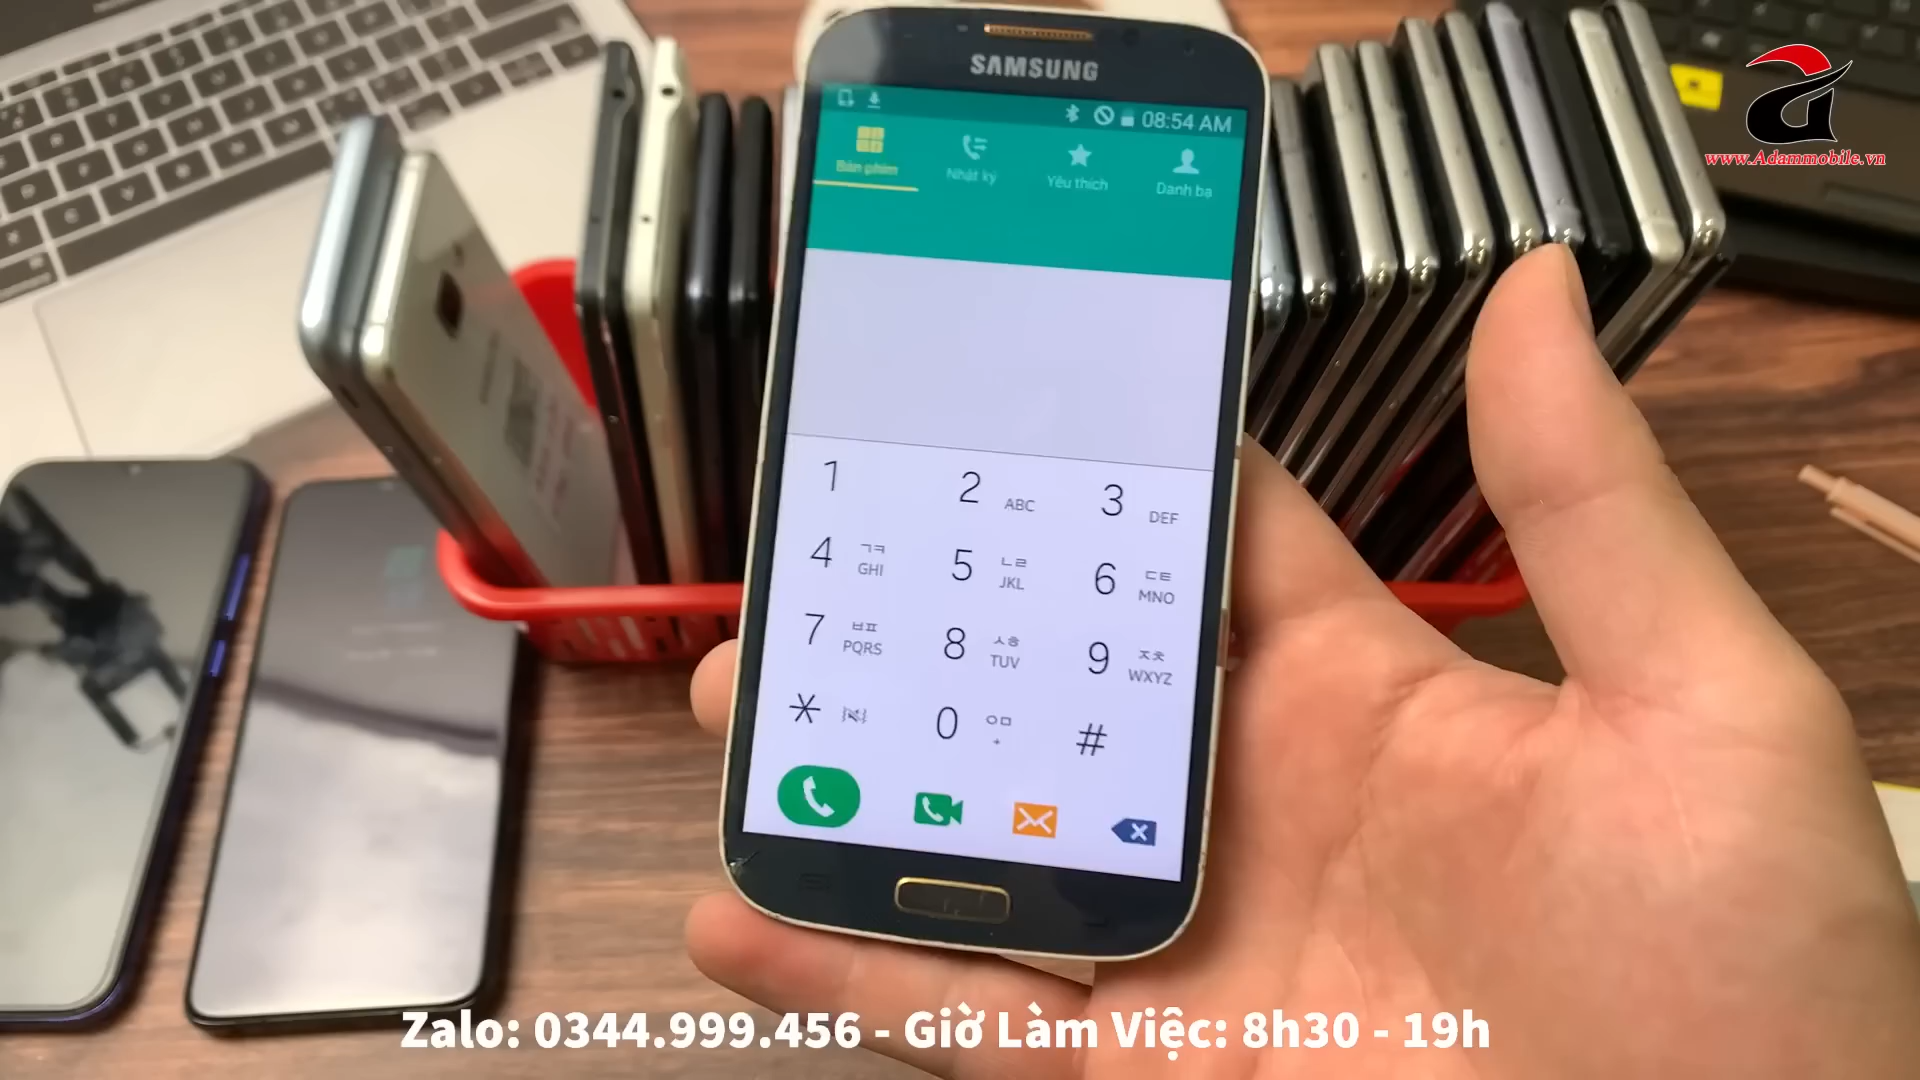 SAMSUNG
08:54 AM
Bàn phím
Nhật ký
Yêu thích
Danh bạ
1
2 ABC
3 DEF
4 ㄱㅋ GHI
5 ㄴㄹ JKL
6 ㄷㅌ MNO
7 ㅂㅍ PQRS
8 ㅅㅎ TUV
9 ㅈㅊ WXYZ
*
0 ㅇㅁ +
#
www.Adammobile.vn
Zalo: 0344.999.456 - Giờ Làm Việc: 8h30 - 19h